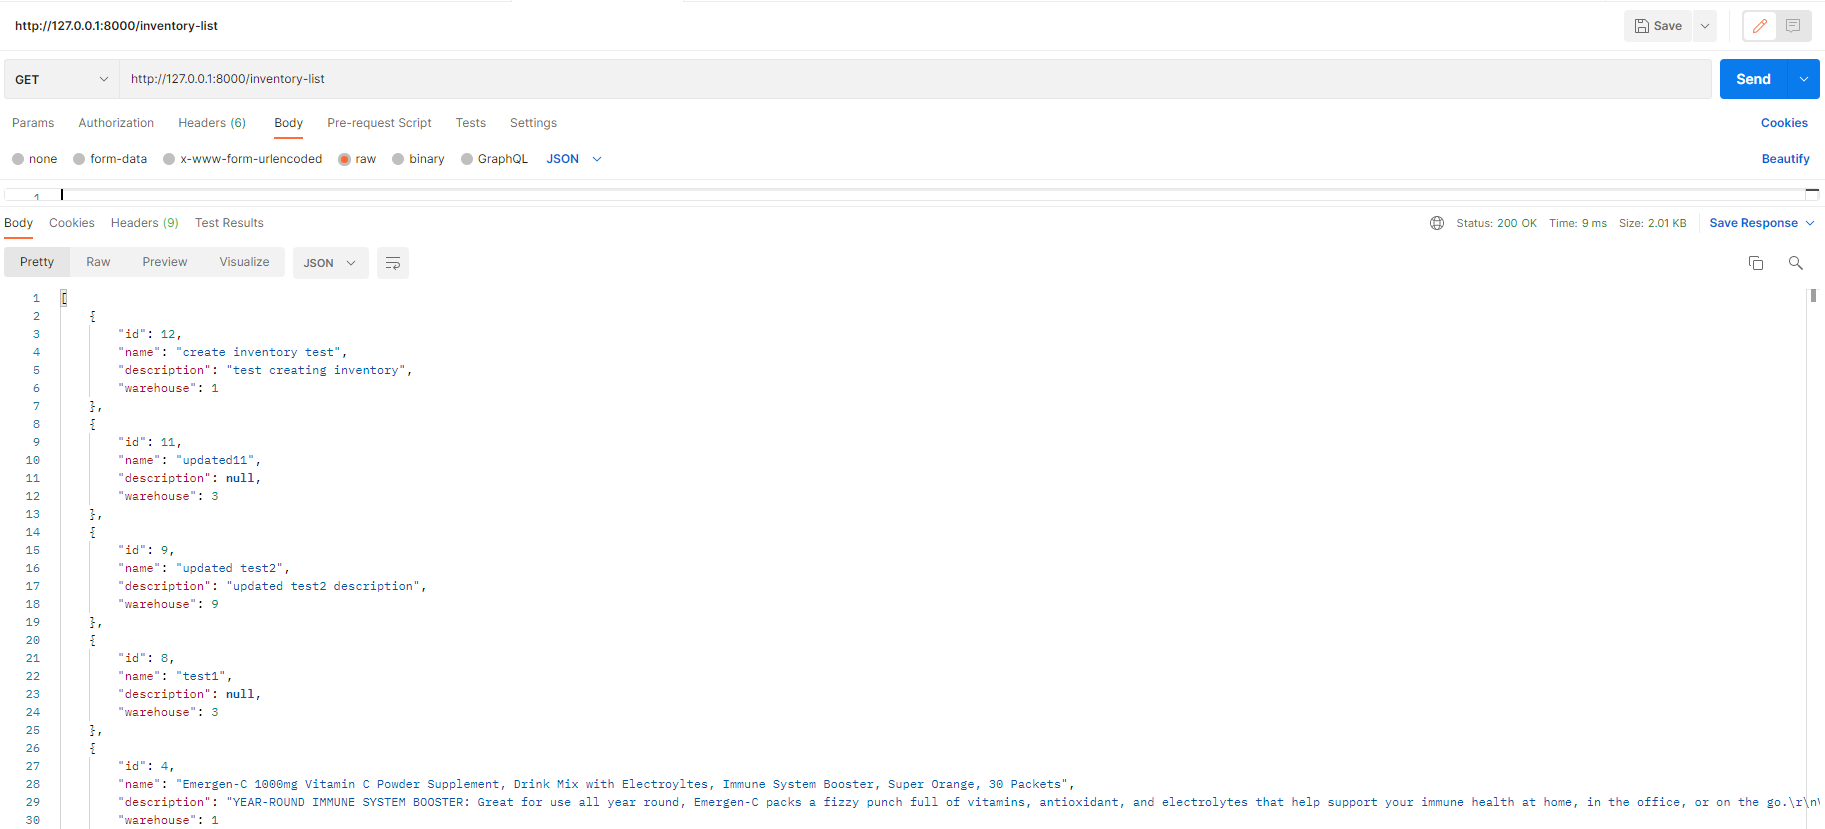 http://127.0.0.1:8000/inventory-list
Save
GET
http://127.0.0.1:8000/inventory-list
Send
Params Authorization Headers (6) Body Pre-request Script Tests Settings Cookies
none form-data x-www-form-urlencoded raw binary GraphQL JSON Beautify
1
Body Cookies Headers (9) Test Results Status: 200 OK Time: 9 ms Size: 2.01 KB Save Response
Pretty Raw Preview Visualize JSON
1 [
2 {
3 "id": 12,
4 "name": "create inventory test",
5 "description": "test creating inventory",
6 "warehouse": 1
7 },
8 {
9 "id": 11,
10 "name": "updated11",
11 "description": null,
12 "warehouse": 3
13 },
14 {
15 "id": 9,
16 "name": "updated test2",
17 "description": "updated test2 description",
18 "warehouse": 9
19 },
20 {
21 "id": 8,
22 "name": "test1",
23 "description": null,
24 "warehouse": 3
25 },
26 {
27 "id": 4,
28 "name": "Emergen-C 1000mg Vitamin C Powder Supplement, Drink Mix with Electroyltes, Immune System Booster, Super Orange, 30 Packets",
29 "description": "YEAR-ROUND IMMUNE SYSTEM BOOSTER: Great for use all year round, Emergen-C packs a fizzy punch full of vitamins, antioxidant, and electrolytes that help support your immune health at home, in the office, or on the go.\r\n\
30 "warehouse": 1